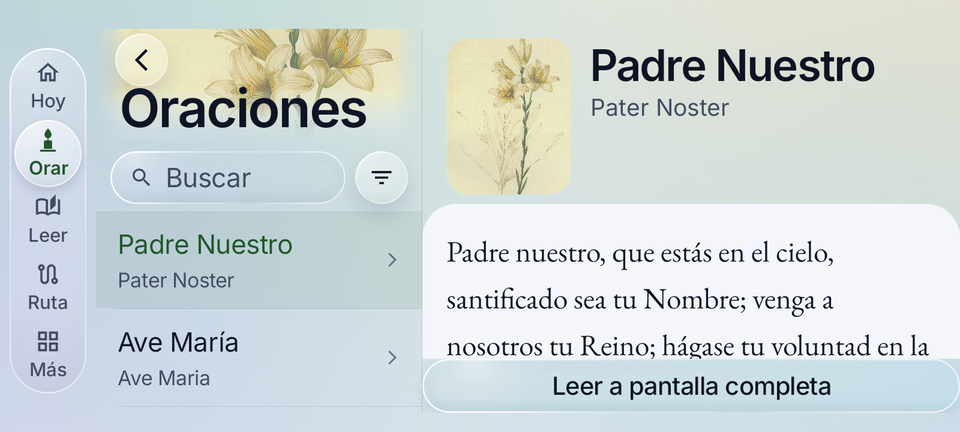 Hoy
Orar
Leer
Ruta
Más
Oraciones
Buscar
Padre Nuestro
Pater Noster
Ave María
Ave Maria
Padre Nuestro
Pater Noster
Padre nuestro, que estás en el cielo,
santificado sea tu Nombre; venga a
nosotros tu Reino; hágase tu voluntad en la
Leer a pantalla completa